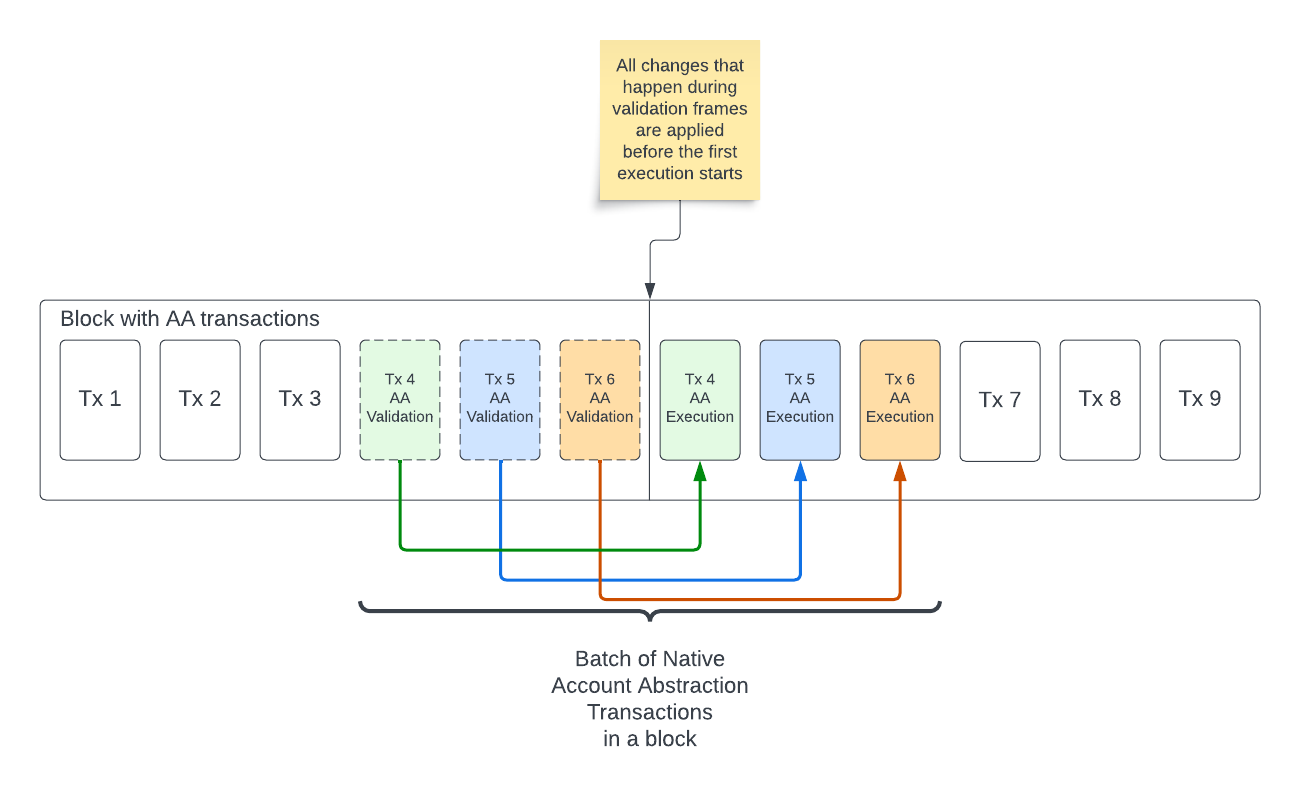 All changes that
happen during
validation frames
are applied
before the first
execution starts
Block with AA transactions
Tx 1
Tx 2
Tx 3
Tx 4
AA
Validation
Tx 5
AA
Validation
Tx 6
AA
Validation
Tx 4
AA
Execution
Tx 5
AA
Execution
Tx 6
AA
Execution
Tx 7
Tx 8
Tx 9
Batch of Native
Account Abstraction
Transactions
in a block